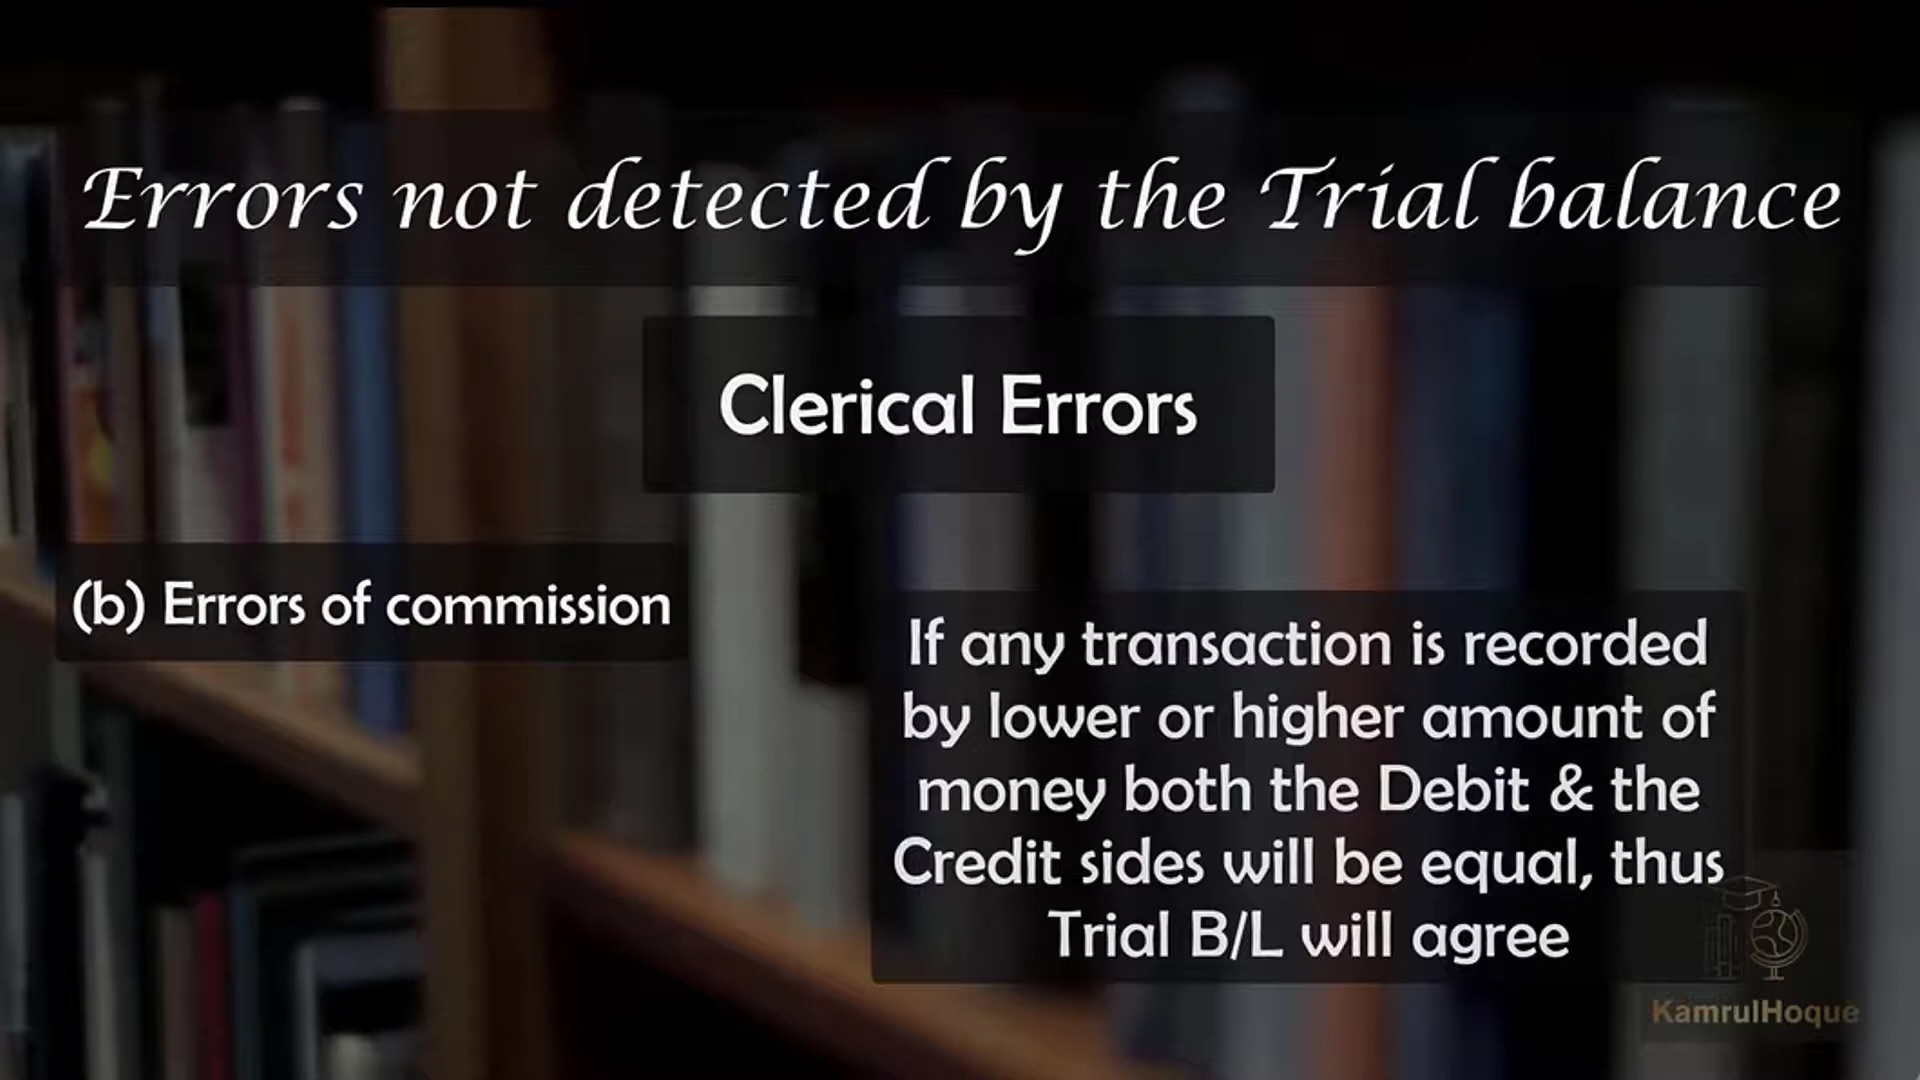 Errors not detected by the Trial balance
Clerical Errors
(b) Errors of commission
If any transaction is recorded
by lower or higher amount of
money both the Debit & the
Credit sides will be equal, thus
Trial B/L will agree
KamrulHoque